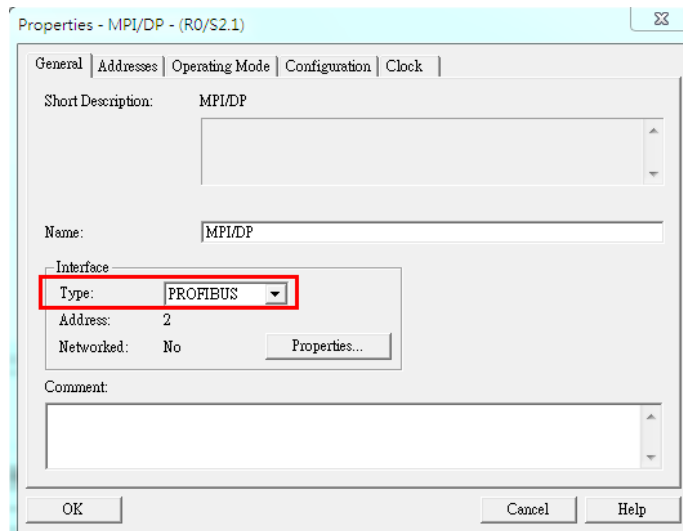 Properties - MPI/DP - (R0/S2.1)
General Addresses Operating Mode Configuration Clock
Short Description: MPI/DP
Name: MPI/DP
Interface
Type: PROFIBUS
Address: 2
Networked: No Properties...
Comment:
OK Cancel Help